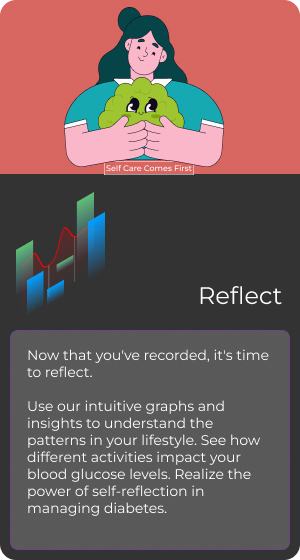 Self Care Comes First
Reflect
Now that you've recorded, it's time
to reflect.
Use our intuitive graphs and
insights to understand the
patterns in your lifestyle. See how
different activities impact your
blood glucose levels. Realize the
power of self-reflection in
managing diabetes.